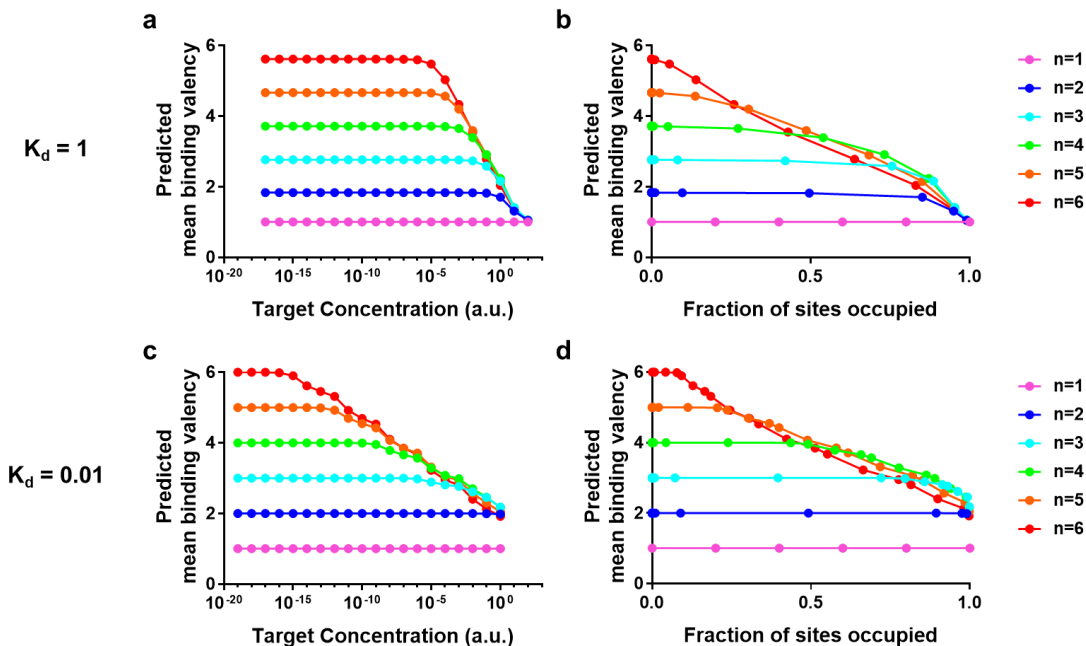 a
b
K_d = 1
Predicted
mean binding valency
6
4
2
0
10^-20
10^-15
10^-10
10^-5
10^0
Target Concentration (a.u.)
Predicted
mean binding valency
6
4
2
0
0.0
0.5
1.0
Fraction of sites occupied
n=1
n=2
n=3
n=4
n=5
n=6
c
d
K_d = 0.01
Predicted
mean binding valency
6
4
2
0
10^-20
10^-15
10^-10
10^-5
10^0
Target Concentration (a.u.)
Predicted
mean binding valency
6
4
2
0
0.0
0.5
1.0
Fraction of sites occupied
n=1
n=2
n=3
n=4
n=5
n=6